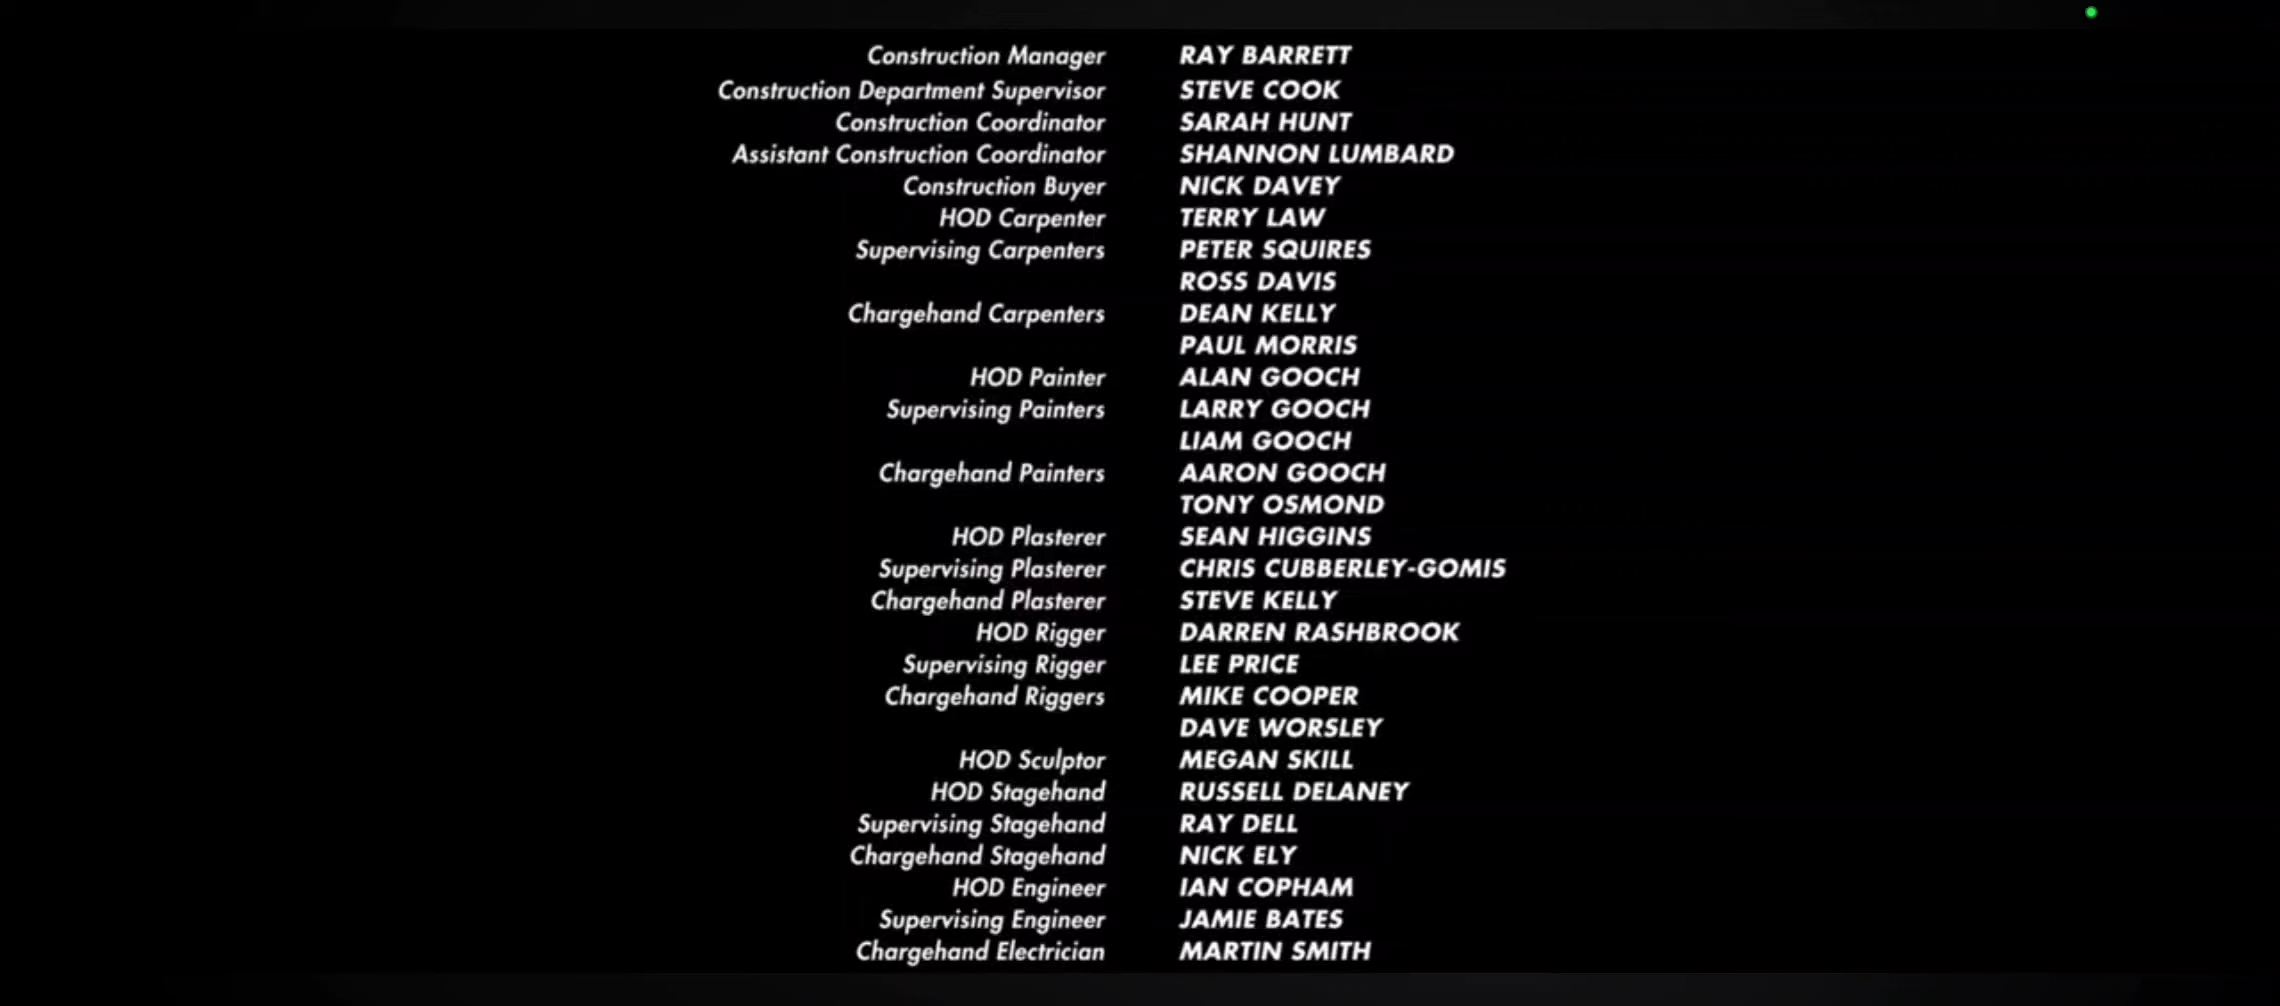 Construction Manager RAY BARRETT
Construction Department Supervisor STEVE COOK
Construction Coordinator SARAH HUNT
Assistant Construction Coordinator SHANNON LUMBARD
Construction Buyer NICK DAVEY
HOD Carpenter TERRY LAW
Supervising Carpenters PETER SQUIRES
ROSS DAVIS
Chargehand Carpenters DEAN KELLY
PAUL MORRIS
HOD Painter ALAN GOOCH
Supervising Painters LARRY GOOCH
LIAM GOOCH
Chargehand Painters AARON GOOCH
TONY OSMOND
HOD Plasterer SEAN HIGGINS
Supervising Plasterer CHRIS CUBBERLEY-GOMIS
Chargehand Plasterer STEVE KELLY
HOD Rigger DARREN RASHBROOK
Supervising Rigger LEE PRICE
Chargehand Riggers MIKE COOPER
DAVE WORSLEY
HOD Sculptor MEGAN SKILL
HOD Stagehand RUSSELL DELANEY
Supervising Stagehand RAY DELL
Chargehand Stagehand NICK ELY
HOD Engineer IAN COPHAM
Supervising Engineer JAMIE BATES
Chargehand Electrician MARTIN SMITH